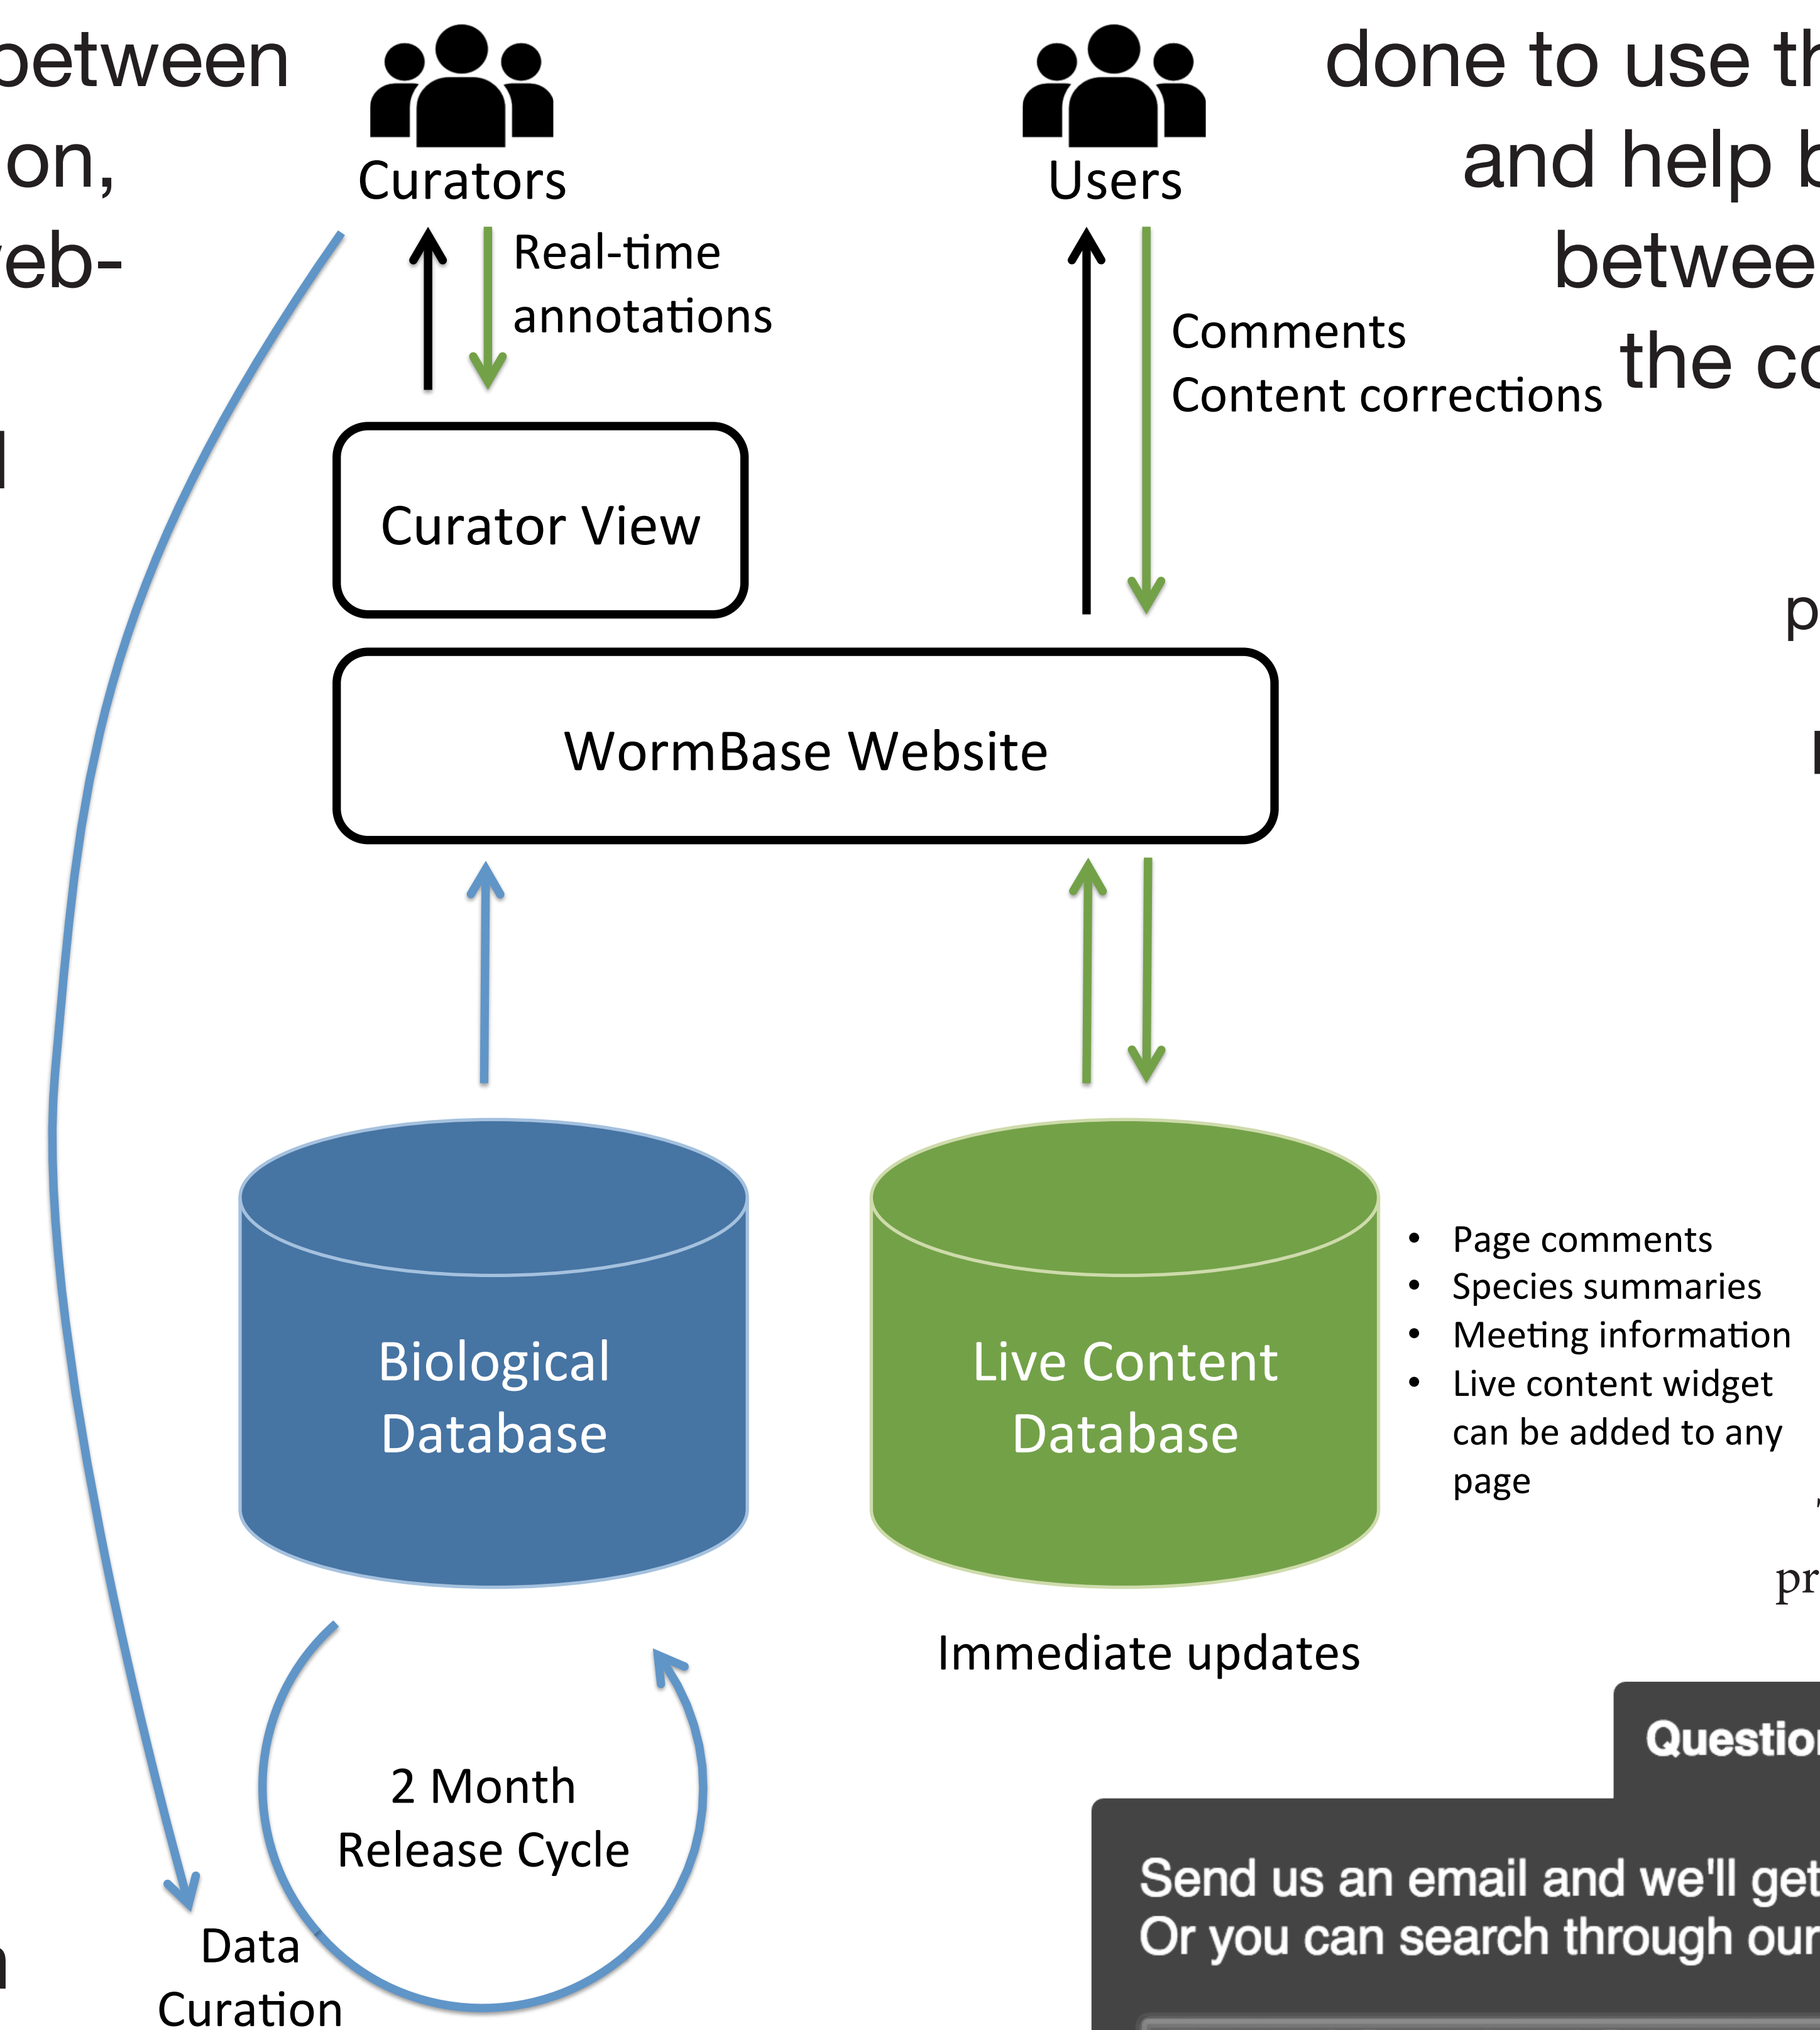 between
on,
eb-
Curators
Users
done to use th
and help b
betwee
the co
Real-time
annotations
Comments
Content corrections
Curator View
p
WormBase Website
Biological
Database
Live Content
Database
• Page comments
• Species summaries
• Meeting information
• Live content widget
can be added to any
page
pr
Immediate updates
2 Month
Release Cycle
Data
Curation
Question
Send us an email and we'll get
Or you can search through our